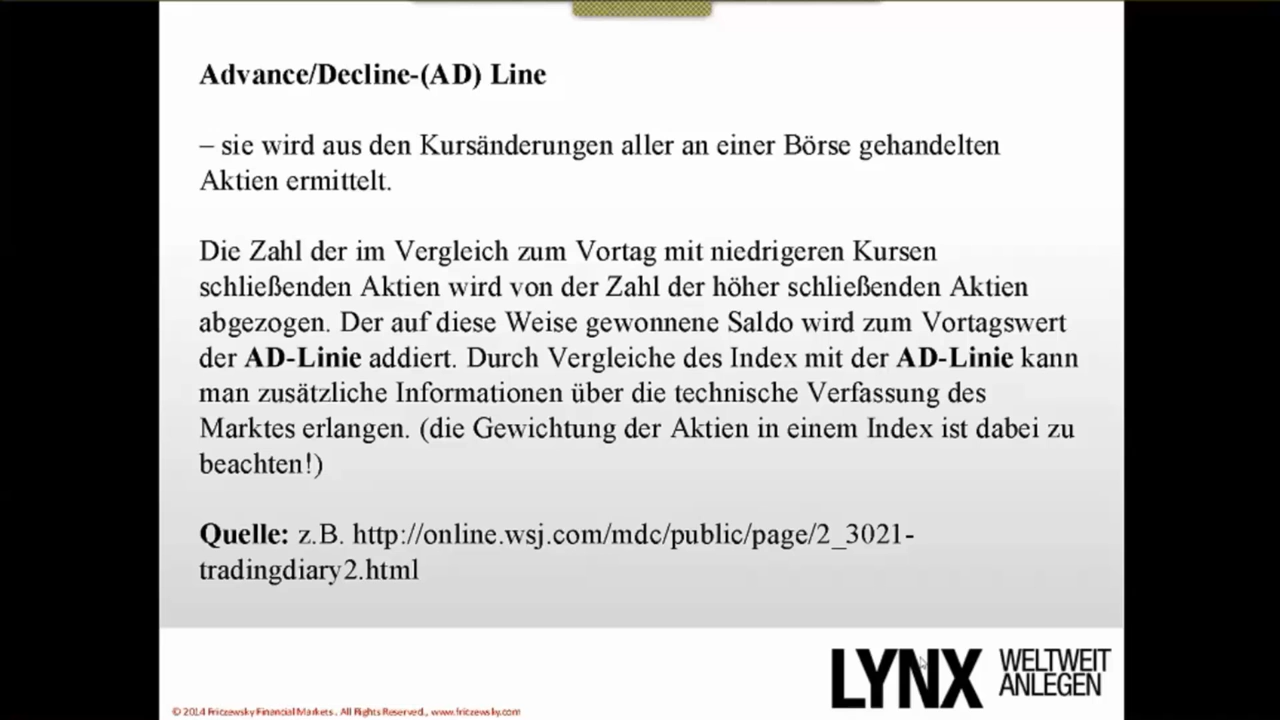 Advance/Decline-(AD) Line
– sie wird aus den Kursänderungen aller an einer Börse gehandelten
Aktien ermittelt.
Die Zahl der im Vergleich zum Vortag mit niedrigeren Kursen
schließenden Aktien wird von der Zahl der höher schließenden Aktien
abgezogen. Der auf diese Weise gewonnene Saldo wird zum Vortagswert
der AD-Linie addiert. Durch Vergleiche des Index mit der AD-Linie kann
man zusätzliche Informationen über die technische Verfassung des
Marktes erlangen. (die Gewichtung der Aktien in einem Index ist dabei zu
beachten!)
Quelle: z.B. http://online.wsj.com/mdc/public/page/2_3021-
tradingdiary2.html
LYNX WELTWEIT
ANLEGEN
© 2014 Friczewsky Financial Markets . All Rights Reserved., www.friczewsky.com